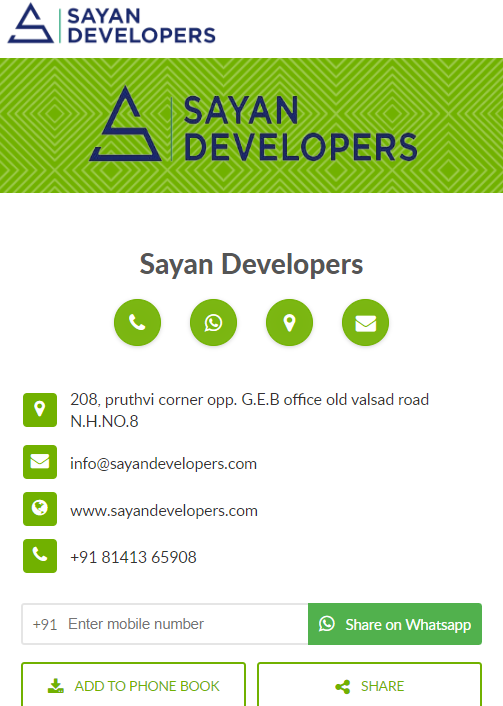 SAYAN
DEVELOPERS
SAYAN
DEVELOPERS
Sayan Developers
208, pruthvi corner opp. G.E.B office old valsad road
N.H.NO.8
info@sayandevelopers.com
www.sayandevelopers.com
+91 81413 65908
+91 Enter mobile number Share on Whatsapp
ADD TO PHONE BOOK SHARE